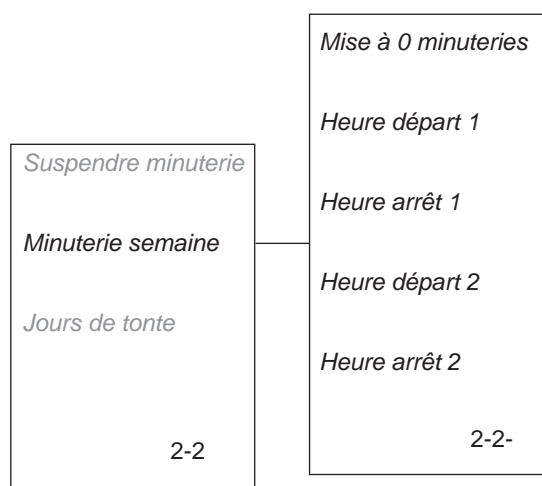 Suspendre minuterie
Minuterie semaine
Jours de tonte
2-2
Mise à 0 minuteries
Heure départ 1
Heure arrêt 1
Heure départ 2
Heure arrêt 2
2-2-